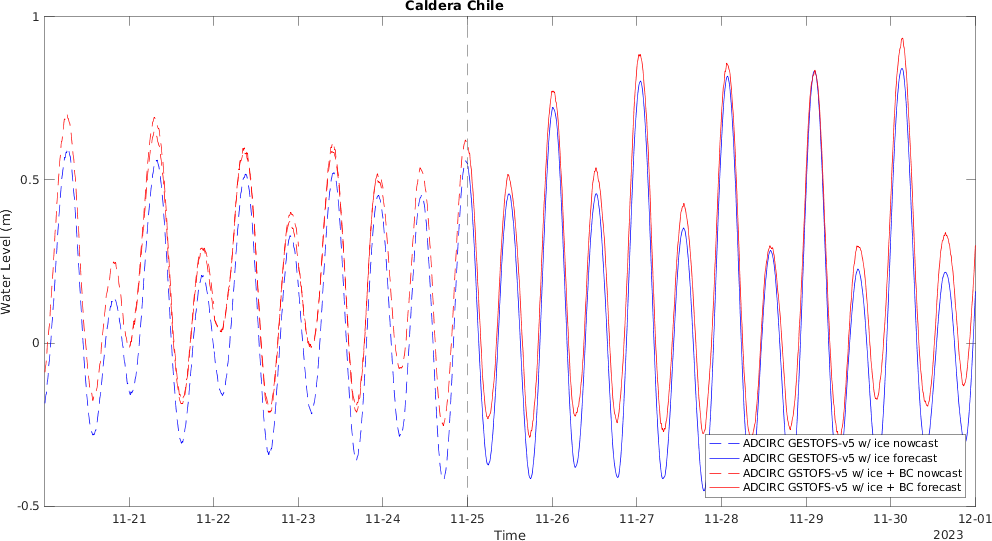 Caldera Chile
Water Level (m)
1
0.5
0
-0.5
11-21
11-22
11-23
11-24
11-25
11-26
11-27
11-28
11-29
11-30
12-01
Time
2023
ADCIRC GESTOFS-v5 w/ ice nowcast
ADCIRC GESTOFS-v5 w/ ice forecast
ADCIRC GSTOFS-v5 w/ ice + BC nowcast
ADCIRC GSTOFS-v5 w/ ice + BC forecast